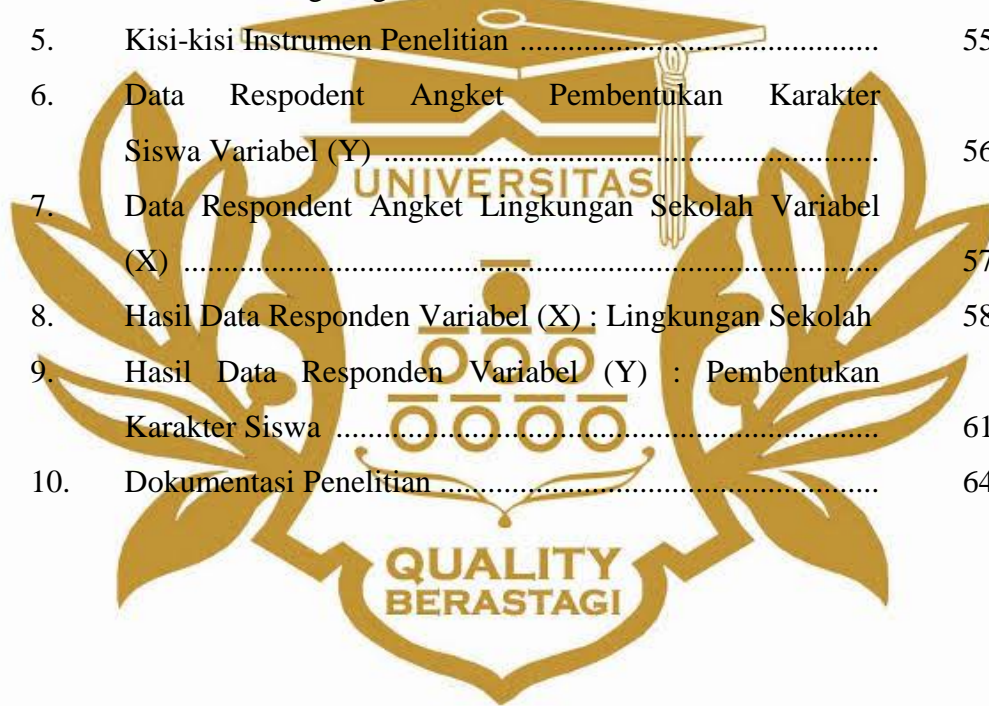 5. Kisi-kisi Instrumen Penelitian .......................................... 55
6. Data Respodent Angket Pembentukan Karakter
Siswa Variabel (Y) .......................................................... 56
UNIVERSITAS
7. Data Respondent Angket Lingkungan Sekolah Variabel
(X) .................................................................................. 57
8. Hasil Data Responden Variabel (X) : Lingkungan Sekolah 58
9. Hasil Data Responden Variabel (Y) : Pembentukan
Karakter Siswa ................................................................ 61
10. Dokumentasi Penelitian .................................................... 64
QUALITY
BERASTAGI